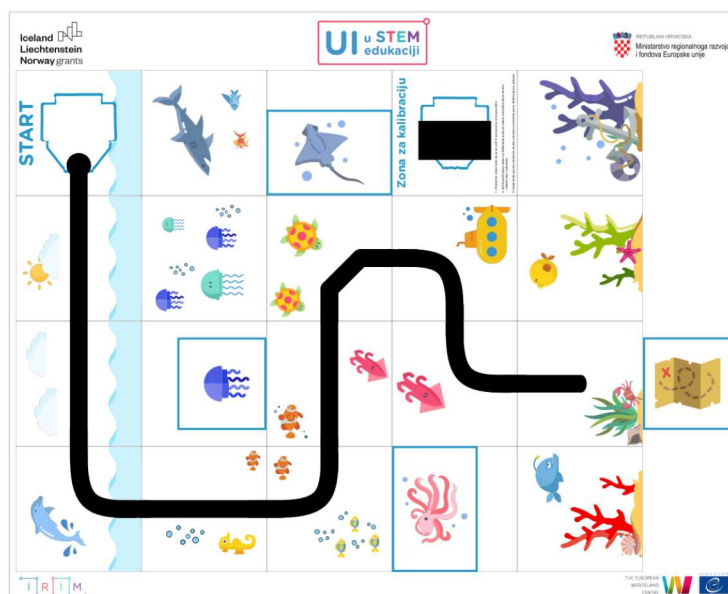 Iceland
Liechtenstein
Norway grants
UI u STEM
edukaciji
REPUBLIKA HRVATSKA
Ministarstvo regionalnoga razvoja
i fondova Europske unije
START
Zona za kalibraciju
IRIM
THE EUROPEAN
WERGELAND